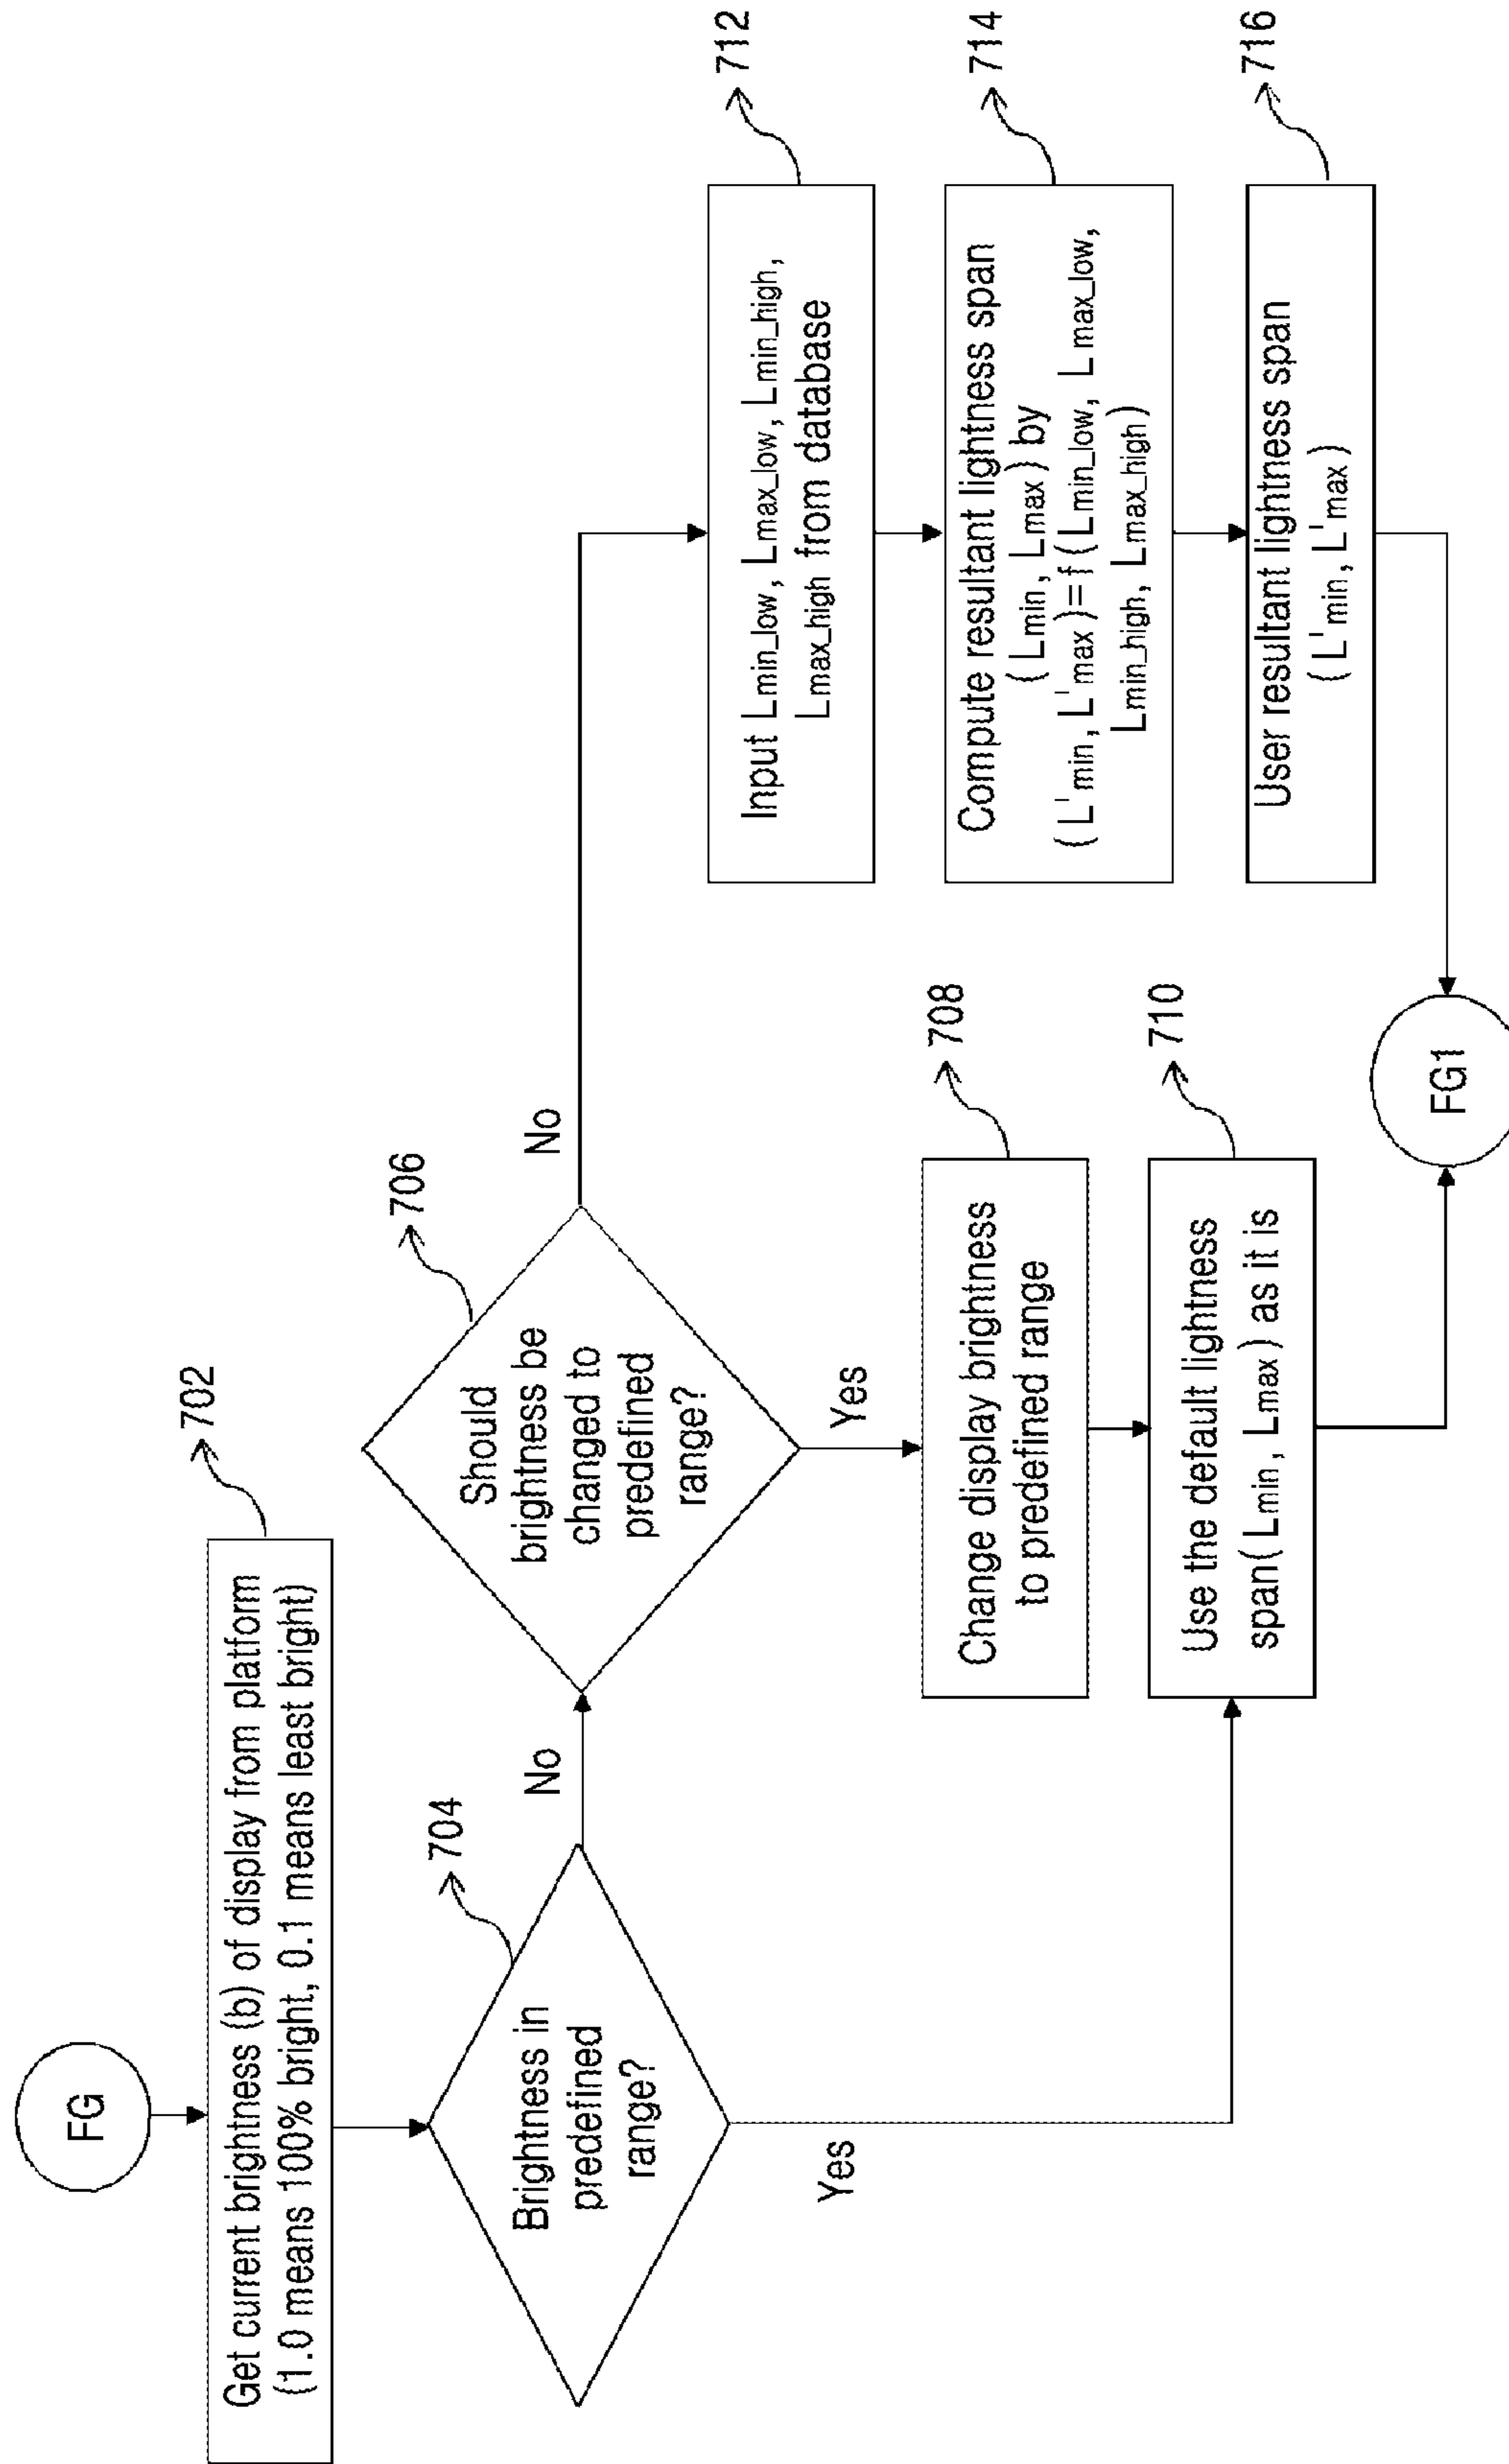 FG
702
Get current brightness (b) of display from platform
(1.0 means 100% bright, 0.1 means least bright)
704
Brightness in
predefined
range?
No
Yes
706
Should
brightness be
changed to
predefined
range?
No
Yes
708
Change display brightness
to predefined range
710
Use the default lightness
span(Lmin, Lmax) as it is
712
Input Lmin_low, Lmax_low, Lmin_high,
Lmax_high from database
714
Compute resultant lightness span
(Lmin, Lmax) by
(L'min, L'max)=f(Lmin_low, Lmax_low,
Lmin_high, Lmax_high)
716
User resultant lightness span
(L'min, L'max)
FG1